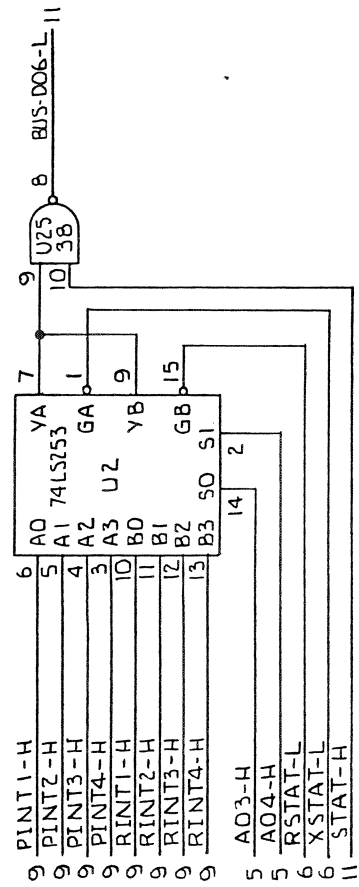 9 PINT1-H 6 A0 YA 7
9 PINT2-H 5 A1
9 PINT3-H 4 A2 GA 1
9 PINT4-H 3 A3
9 RINT1-H 10 B0 YB 9
9 RINT2-H 11 B1
9 RINT3-H 12 B2 GB 15
9 RINT4-H 13 B3
74LS253
U2
S0 S1
14 2
9
10
U25
38
8 BUS-D06-L 11
5 A03-H
5 A04-H
6 RSTAT-L
6 XSTAT-L
11 STAT-H